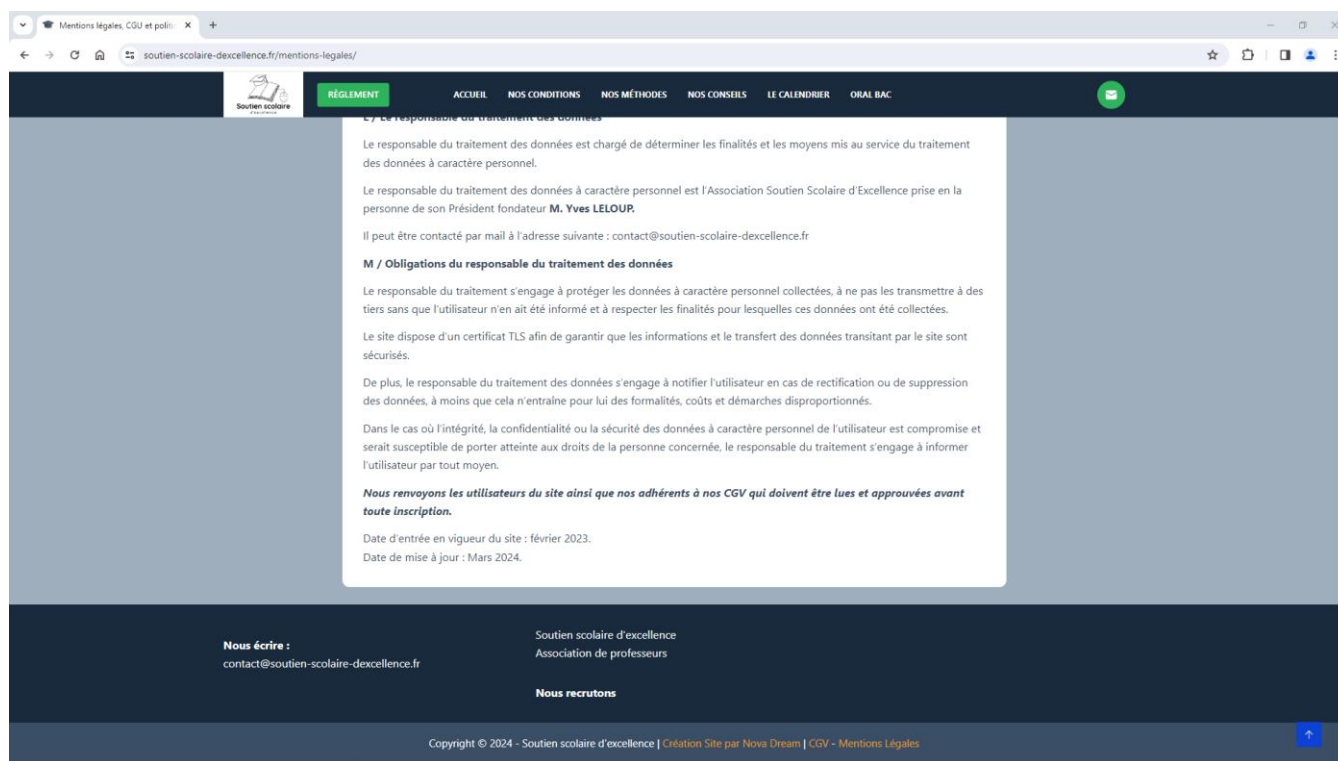 Mentions légales, CGU et politi
soutien-scolaire-dexcellence.fr/mentions-legales/
Soutien scolaire
d'excellence
RÈGLEMENT
ACCUEIL NOS CONDITIONS NOS MÉTHODES NOS CONSEILS LE CALENDRIER ORAL BAC
L / Le responsable du traitement des données
Le responsable du traitement des données est chargé de déterminer les finalités et les moyens mis au service du traitement
des données à caractère personnel.
Le responsable du traitement des données à caractère personnel est l'Association Soutien Scolaire d'Excellence prise en la
personne de son Président fondateur M. Yves LELOUP.
Il peut être contacté par mail à l'adresse suivante : contact@soutien-scolaire-dexcellence.fr
M / Obligations du responsable du traitement des données
Le responsable du traitement s'engage à protéger les données à caractère personnel collectées, à ne pas les transmettre à des
tiers sans que l'utilisateur n'en ait été informé et à respecter les finalités pour lesquelles ces données ont été collectées.
Le site dispose d'un certificat TLS afin de garantir que les informations et le transfert des données transitant par le site sont
sécurisés.
De plus, le responsable du traitement des données s'engage à notifier l'utilisateur en cas de rectification ou de suppression
des données, à moins que cela n'entraîne pour lui des formalités, coûts et démarches disproportionnés.
Dans le cas où l'intégrité, la confidentialité ou la sécurité des données à caractère personnel de l'utilisateur est compromise et
serait susceptible de porter atteinte aux droits de la personne concernée, le responsable du traitement s'engage à informer
l'utilisateur par tout moyen.
Nous renvoyons les utilisateurs du site ainsi que nos adhérents à nos CGV qui doivent être lues et approuvées avant
toute inscription.
Date d'entrée en vigueur du site : février 2023.
Date de mise à jour : Mars 2024.
Nous écrire :
contact@soutien-scolaire-dexcellence.fr
Soutien scolaire d'excellence
Association de professeurs
Nous recrutons
Copyright © 2024 - Soutien scolaire d'excellence | Création Site par Nova Dream | CGV - Mentions Légales